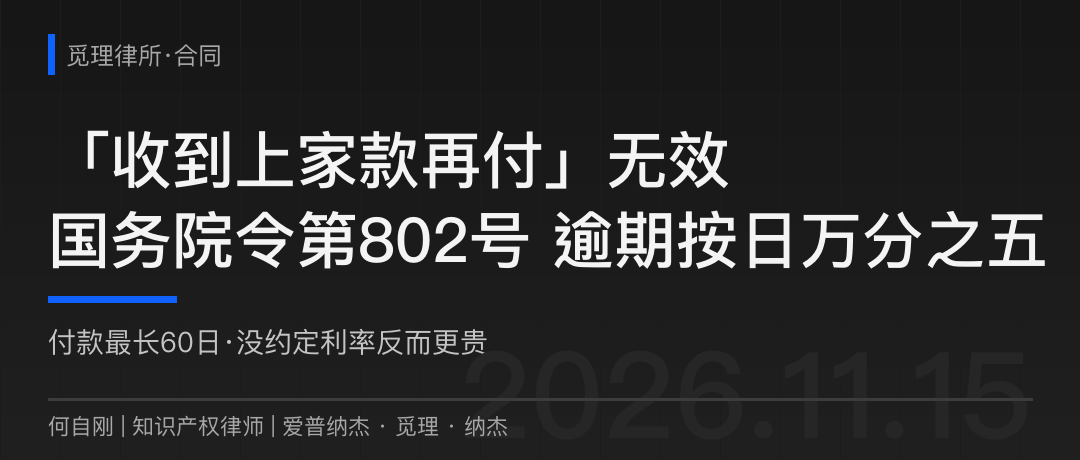 觅理律所·合同
「收到上家款再付」无效
国务院令第802号 逾期按日万分之五
付款最长60日·没约定利率反而更贵
2026.11.15
何自刚 | 知识产权律师 | 爱普纳杰 · 觅理 · 纳杰